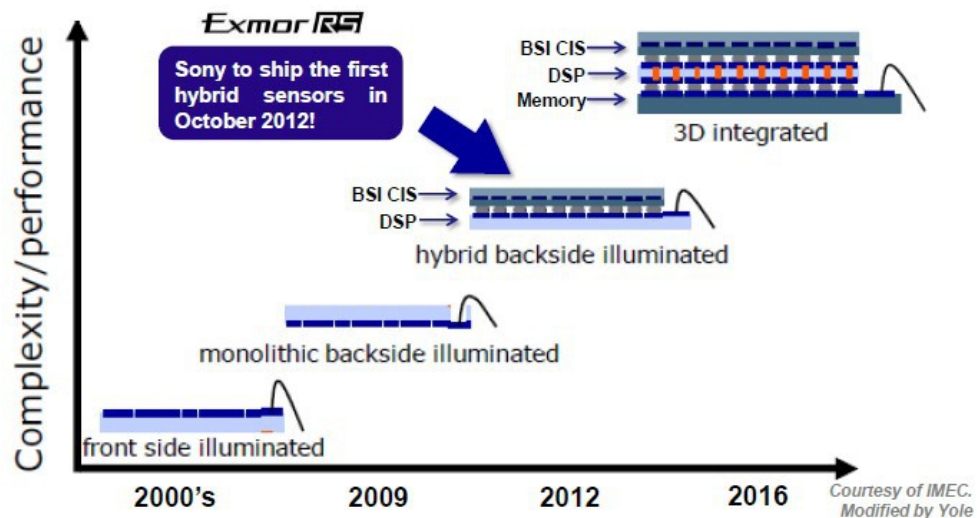 Exmor RS
Sony to ship the first
hybrid sensors in
October 2012!
BSI CIS
DSP
Memory
3D integrated
BSI CIS
DSP
hybrid backside illuminated
monolithic backside illuminated
front side illuminated
Complexity/performance
2000's
2009
2012
2016
Courtesy of IMEC.
Modified by Yole